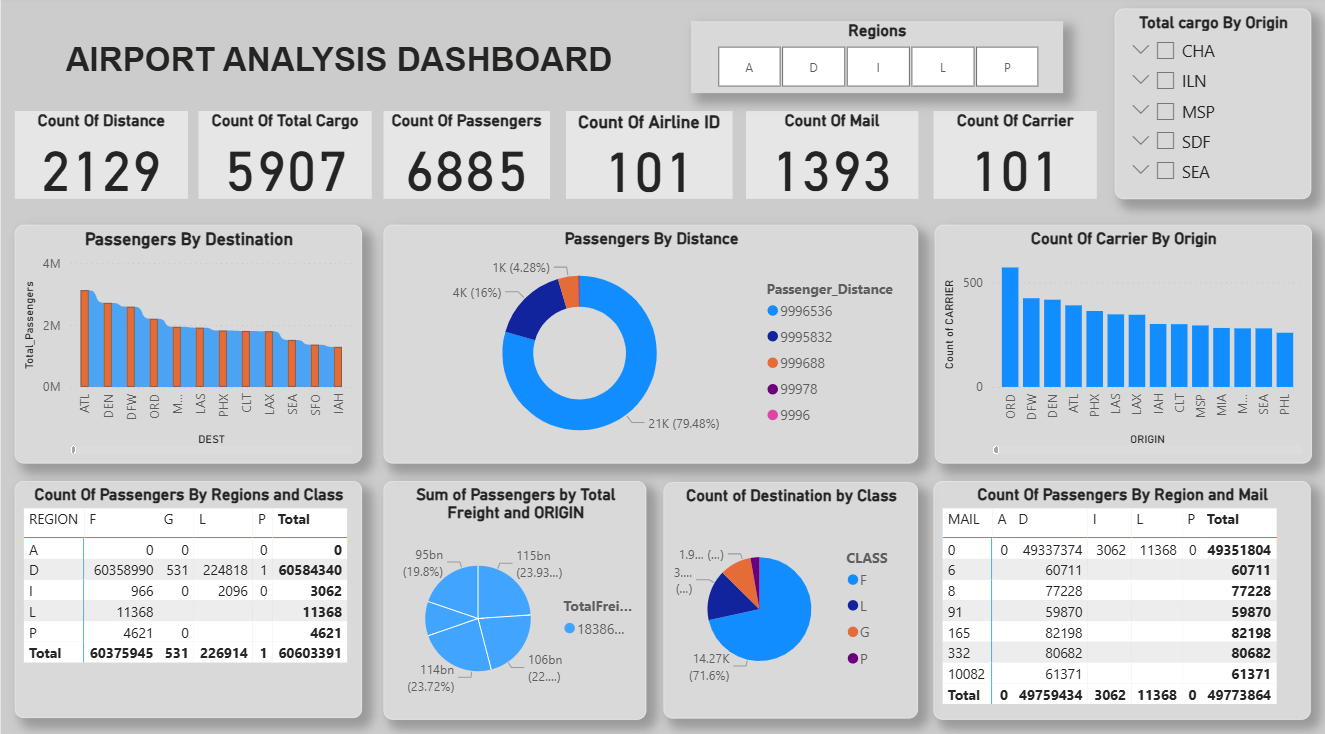 AIRPORT ANALYSIS DASHBOARD
Regions
A D I L P
Total cargo By Origin
CHA
ILN
MSP
SDF
SEA
Count Of Distance
2129
Count Of Total Cargo
5907
Count Of Passengers
6885
Count Of Airline ID
101
Count Of Mail
1393
Count Of Carrier
101
Passengers By Destination
Total_Passengers
4M
2M
0M
ATL DEN DFW ORD M... LAS PHX CLT LAX SEA SFO IAH
DEST
Passengers By Distance
1K (4.28%)
4K (16%)
21K (79.48%)
Passenger_Distance
9996536
9995832
999688
99978
9996
Count Of Carrier By Origin
Count of CARRIER
500
0
ORD DFW DEN ATL PHX LAS LAX IAH CLT MSP MIA M... SEA PHL
ORIGIN
Count Of Passengers By Regions and Class
REGION F G L P Total
A 0 0 0 0
D 60358990 531 224818 1 60584340
I 966 0 2096 0 3062
L 11368 11368
P 4621 0 4621
Total 60375945 531 226914 1 60603391
Sum of Passengers by Total
Freight and ORIGIN
95bn
(19.8%)
115bn
(23.93...)
114bn
(23.72%)
106bn
(22....)
TotalFrei...
18386...
Count of Destination by Class
1.9... (...)
3....
(...)
14.27K
(71.6%)
CLASS
F
L
G
P
Count Of Passengers By Region and Mail
MAIL A D I L P Total
0 0 49337374 3062 11368 0 49351804
6 60711 60711
8 77228 77228
91 59870 59870
165 82198 82198
332 80682 80682
10082 61371 61371
Total 0 49759434 3062 11368 0 49773864